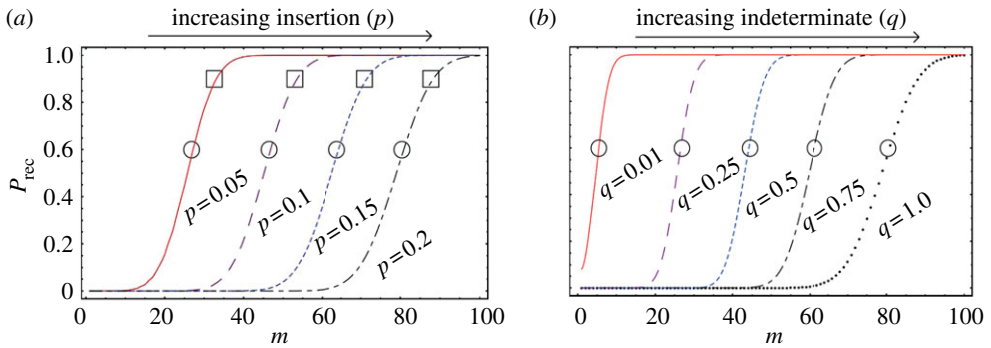 (a) increasing insertion (p)
1.0
0.8
0.6
0.4
0.2
0
P_rec
p=0.05
p=0.1
p=0.15
p=0.2
0 20 40 60 80 100
m
(b) increasing indeterminate (q)
q=0.01
q=0.25
q=0.5
q=0.75
q=1.0
0 20 40 60 80 100
m